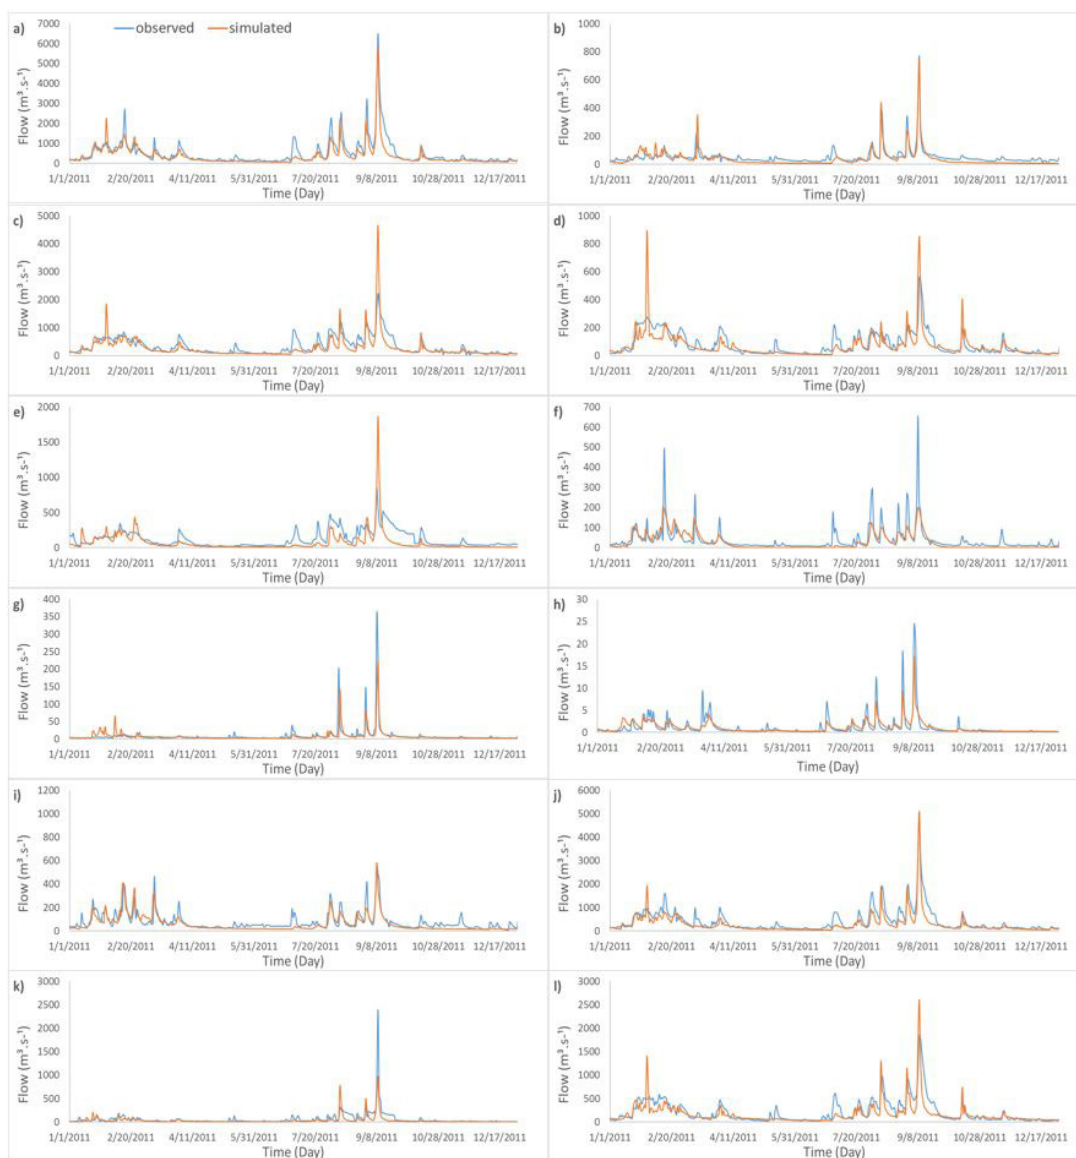 a)
observed simulated
7000
6000
5000
4000
3000
2000
1000
0
Flow (m³.s⁻¹)
1/1/2011 2/20/2011 4/11/2011 5/31/2011 7/20/2011 9/8/2011 10/28/2011 12/17/2011
Time (Day)
b)
1000
800
600
400
200
0
Flow (m³.s⁻¹)
1/1/2011 2/20/2011 4/11/2011 5/31/2011 7/20/2011 9/8/2011 10/28/2011 12/17/2011
Time (Day)
c)
5000
4000
3000
2000
1000
0
Flow (m³.s⁻¹)
1/1/2011 2/20/2011 4/11/2011 5/31/2011 7/20/2011 9/8/2011 10/28/2011 12/17/2011
Time (Day)
d)
1000
800
600
400
200
0
Flow (m³.s⁻¹)
1/1/2011 2/20/2011 4/11/2011 5/31/2011 7/20/2011 9/8/2011 10/28/2011 12/17/2011
Time (Day)
e)
2000
1500
1000
500
0
Flow (m³.s⁻¹)
1/1/2011 2/20/2011 4/11/2011 5/31/2011 7/20/2011 9/8/2011 10/28/2011 12/17/2011
Time (Day)
f)
700
600
500
400
300
200
100
0
Flow (m³.s⁻¹)
1/1/2011 2/20/2011 4/11/2011 5/31/2011 7/20/2011 9/8/2011 10/28/2011 12/17/2011
Time (Day)
g)
400
350
300
250
200
150
100
50
0
Flow (m³.s⁻¹)
1/1/2011 2/20/2011 4/11/2011 5/31/2011 7/20/2011 9/8/2011 10/28/2011 12/17/2011
Time (Day)
h)
30
25
20
15
10
5
0
Flow (m³.s⁻¹)
1/1/2011 2/20/2011 4/11/2011 5/31/2011 7/20/2011 9/8/2011 10/28/2011 12/17/2011
Time (Day)
i)
1200
1000
800
600
400
200
0
Flow (m³.s⁻¹)
1/1/2011 2/20/2011 4/11/2011 5/31/2011 7/20/2011 9/8/2011 10/28/2011 12/17/2011
Time (Day)
j)
6000
5000
4000
3000
2000
1000
0
Flow (m³.s⁻¹)
1/1/2011 2/20/2011 4/11/2011 5/31/2011 7/20/2011 9/8/2011 10/28/2011 12/17/2011
Time (Day)
k)
3000
2500
2000
1500
1000
500
0
Flow (m³.s⁻¹)
1/1/2011 2/20/2011 4/11/2011 5/31/2011 7/20/2011 9/8/2011 10/28/2011 12/17/2011
Time (Day)
l)
3000
2500
2000
1500
1000
500
0
Flow (m³.s⁻¹)
1/1/2011 2/20/2011 4/11/2011 5/31/2011 7/20/2011 9/8/2011 10/28/2011 12/17/2011
Time (Day)